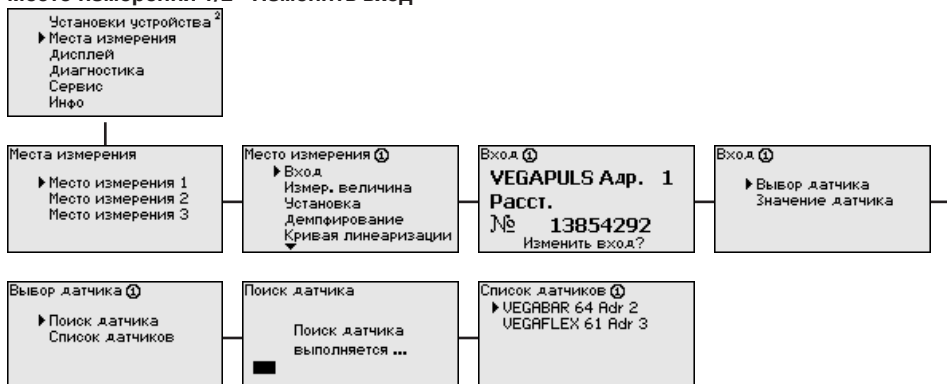 Место измерения 1/2 - Изменить вход
Установки устройства 2
Места измерения
Дисплей
Диагностика
Сервис
Инфо
Места измерения
Место измерения 1
Место измерения 2
Место измерения 3
Место измерения ①
Вход
Измер. величина
Установка
Демпфирование
Кривая линеаризации
Вход ①
VEGAPULS Адр. 1
Расст.
№ 13854292
Изменить вход?
Вход ①
Выбор датчика
Значение датчика
Выбор датчика ①
Поиск датчика
Список датчиков
Поиск датчика
Поиск датчика
выполняется ...
Список датчиков ①
VEGABAR 64 Adr 2
VEGAFLEX 61 Adr 3